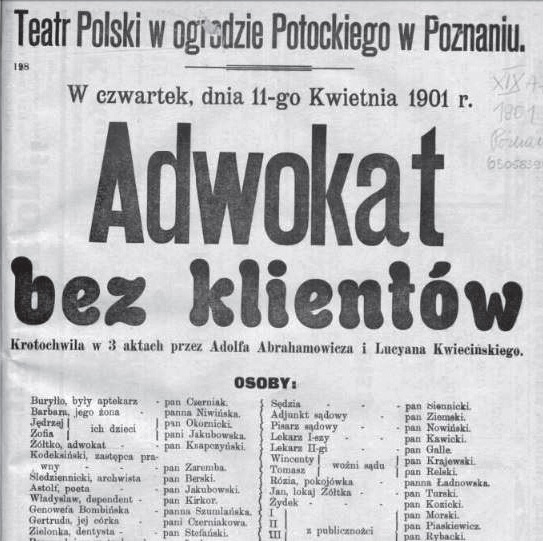 Teatr Polski w ogrodzie Potockiego w Poznaniu.
198
W czwartek, dnia 11-go Kwietnia 1901 r.
XIX A
1901
Adwokat
bez klientów
Krotochwila w 3 aktach przez Adolfa Abrahamowicza i Lucyana Kwiecińskiego.
OSOBY:
Buryłło, były aptekarz - pan Czerniak.
Barbara, jego żona - panna Niwińska.
Jędrzej } ich dzieci - pan Okornicki.
Zofia } - pani Jakubowska.
Żółtko, adwokat - - pan Knapczyński.
Kodeksiński, zastępca pra-
wny - - pan Zaremba.
Śledziennicki, archiwista - pan Berski.
Astolf, poeta - - pan Jakubowski.
Władysław, dependent - pan Kirkor.
Genowefa Bombińska - panna Szumlańska.
Gertruda, jej córka - pani Czerniakowa.
Zielonka, dentysta - - pan Stefański.
Sędzia - - - - pan Siennicki.
Adjunkt sądowy - - pan Ziemski.
Pisarz sądowy - - pan Nowiński.
Lekarz I-szy - - - pan Kawicki.
Lekarz II-gi - - - pan Galle.
Wincenty } woźni sądu - pan Krajewski.
Tomasz } - pan Relski.
Rózia, pokojówka - - panna Ładnowska.
Jan, lokaj Żółtka - - pan Turski.
Żydek - - - - pan Kozicki.
I } - pan Morski.
II } z publiczności - pan Piaskiewicz.
III } - pan Rybacki.